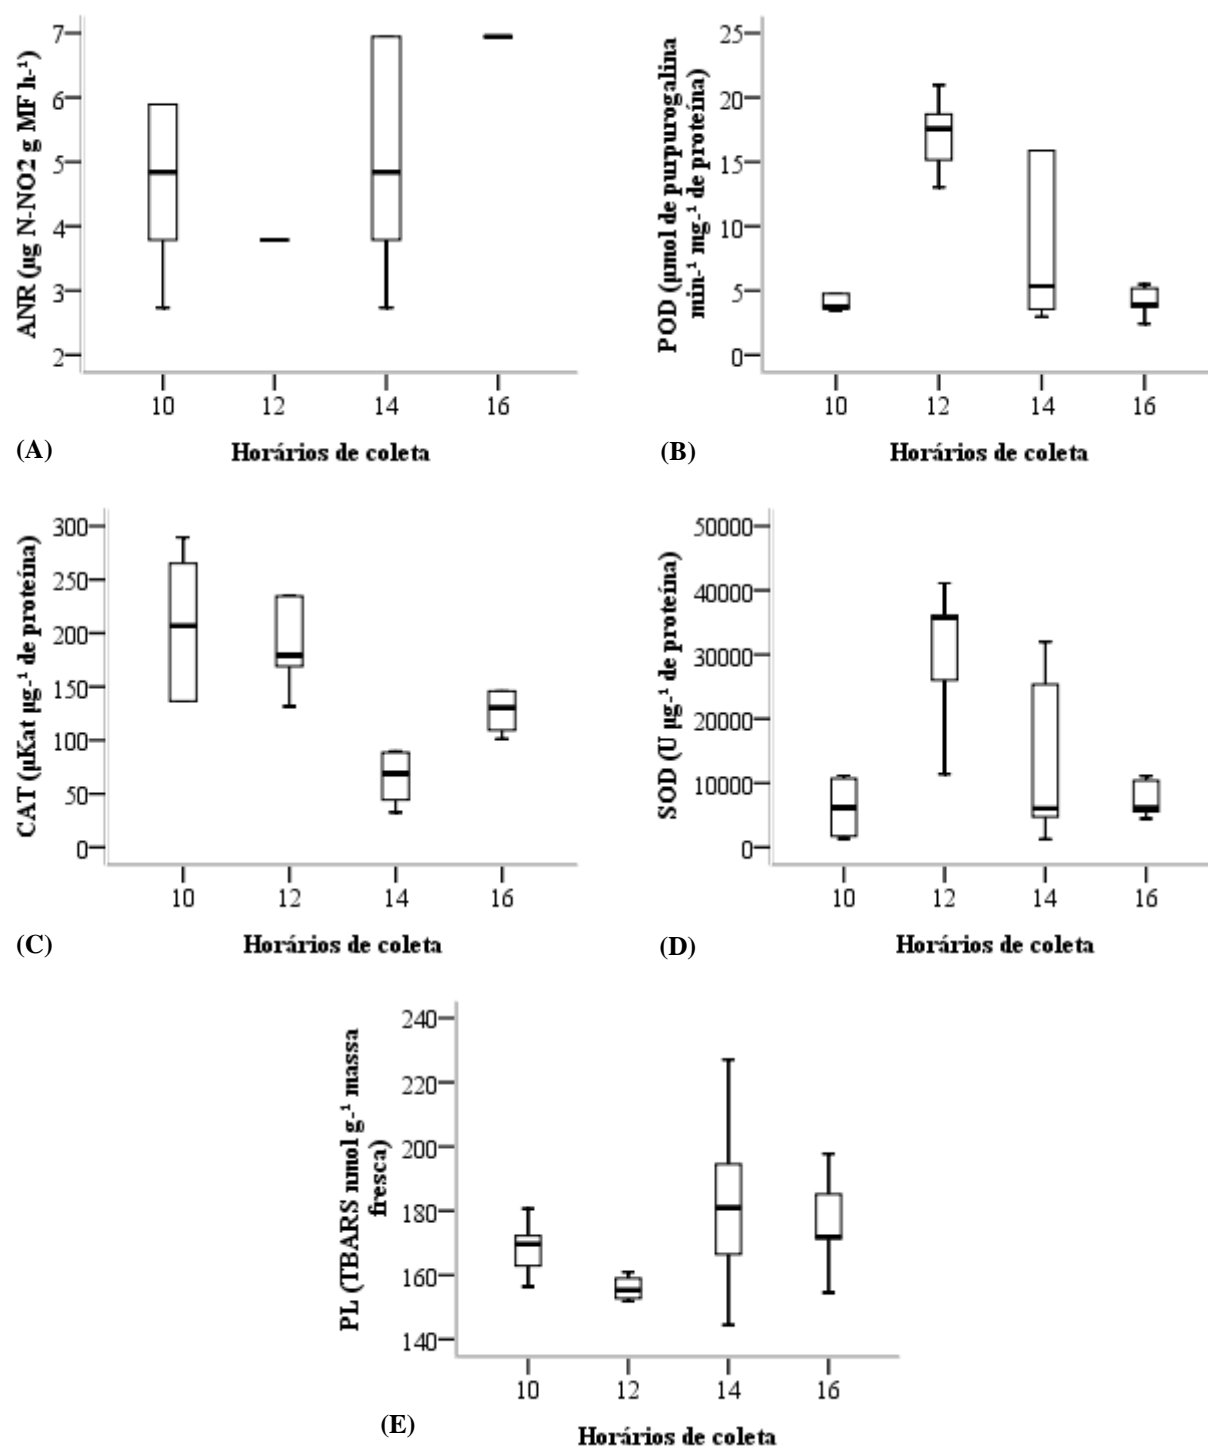 ANR (µg N-NO2 g MF h-¹)
7
6
5
4
3
2
10 12 14 16
(A)
Horários de coleta
POD (µmol de purpurogalina
min-¹ mg-¹ de proteína)
25
20
15
10
5
0
10 12 14 16
(B)
Horários de coleta
CAT (µKat µg-¹ de proteína)
300
250
200
150
100
50
0
10 12 14 16
(C)
Horários de coleta
SOD (U µg-¹ de proteína)
50000
40000
30000
20000
10000
0
10 12 14 16
(D)
Horários de coleta
PL (TBARS nmol g-¹ massa
fresca)
240
220
200
180
160
140
10 12 14 16
(E)
Horários de coleta